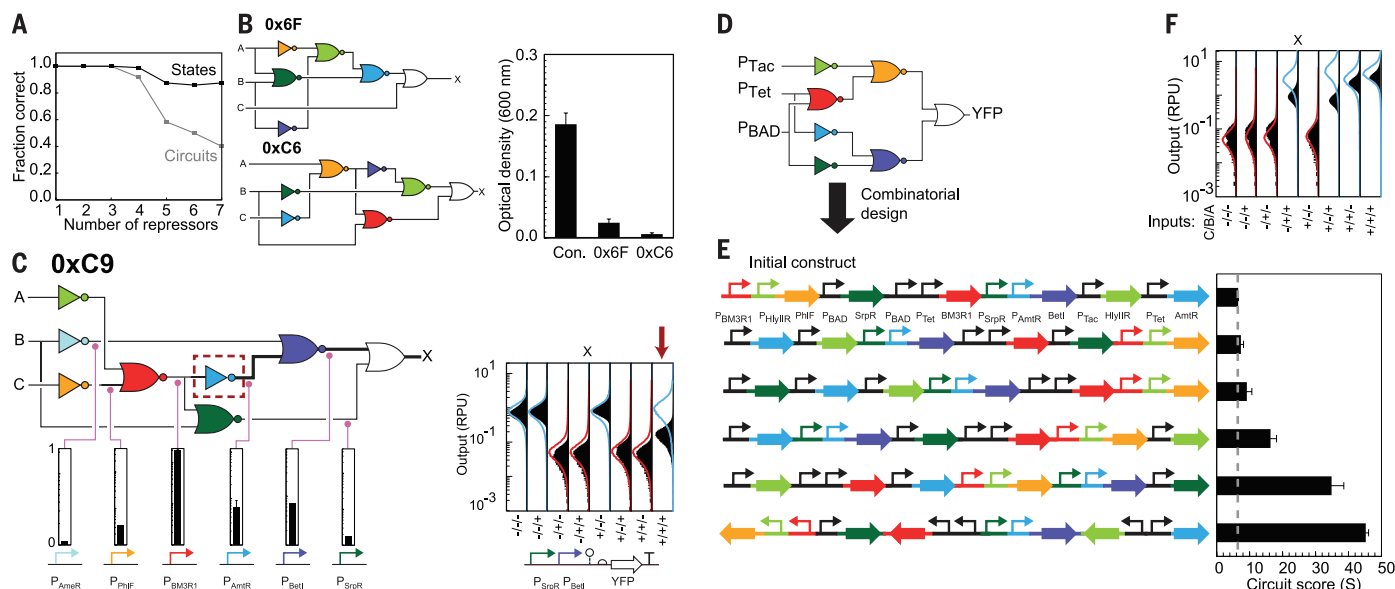 A
Fraction correct
1.0
0.8
0.6
0.4
0.2
0.0
States
Circuits
1 2 3 4 5 6 7
Number of repressors
B
0x6F
A
B
C
X
0xC6
A
B
C
X
Optical density (600 nm)
0.3
0.2
0.1
0.0
Con. 0x6F 0xC6
C 0xC9
A
B
C
X
1
0
PAmeR PPhlF PBM3R1 PAmtR PBetI PSrpR
X
Output (RPU)
10¹
10⁻¹
10⁻³
-/-/- -/-/+ -/+/- -/+/+ +/-/- +/-/+ +/+/- +/+/+
PSrpR PBetI YFP
D
PTac
PTet
PBAD
YFP
Combinatorial
design
E
Initial construct
PBM3R1 PHlyIIR PhlF PBAD SrpR PBAD PTet BM3R1 PSrpR PAmtR BetI PTac HlyIIR PTet AmtR
0 10 20 30 40 50
Circuit score (S)
F
X
Output (RPU)
10¹
10⁻¹
10⁻³
Inputs:
C/B/A
-/-/- -/-/+ -/+/- -/+/+ +/-/- +/-/+ +/+/- +/+/+